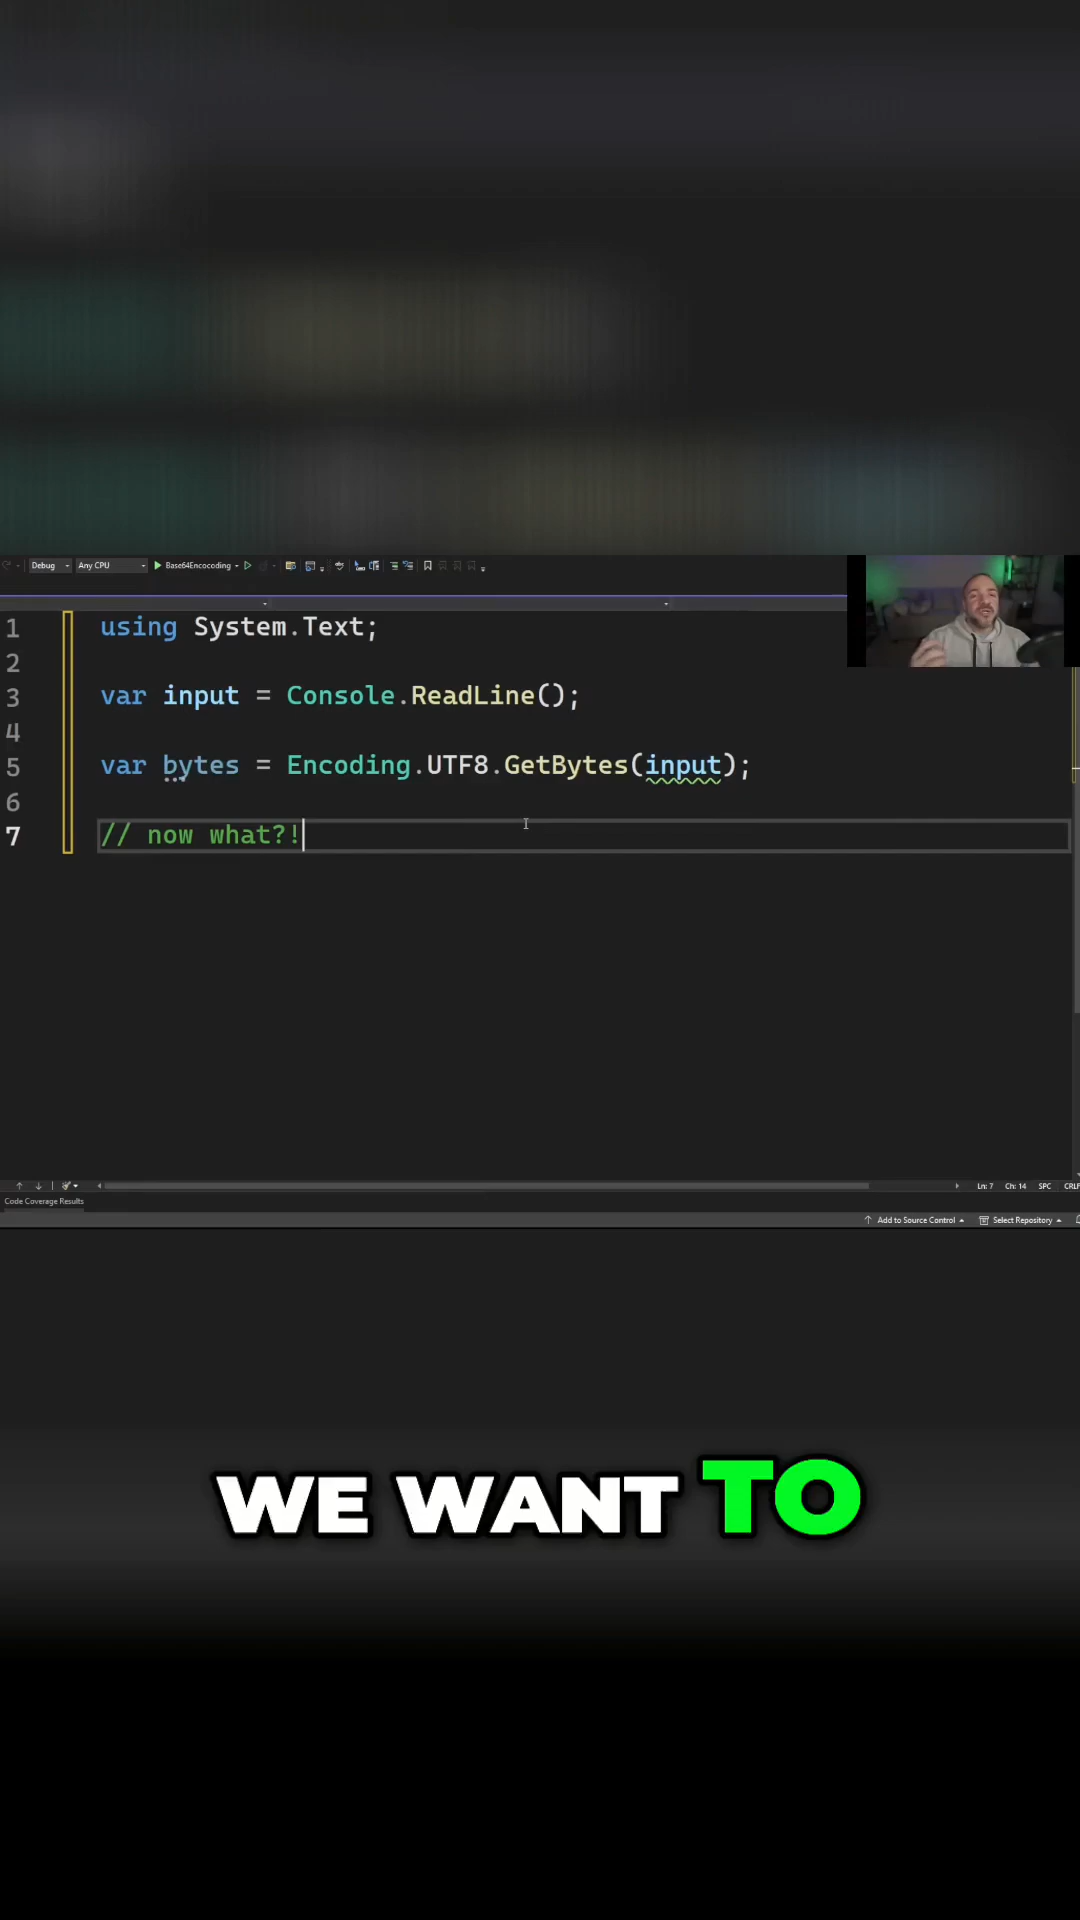 Debug Any CPU Base64Encocoding
1 using System.Text;
2
3 var input = Console.ReadLine();
4
5 var bytes = Encoding.UTF8.GetBytes(input);
6
7 // now what?!
Ln: 7 Ch: 14 SPC CRLF
Code Coverage Results
Add to Source Control Select Repository
WE WANT TO